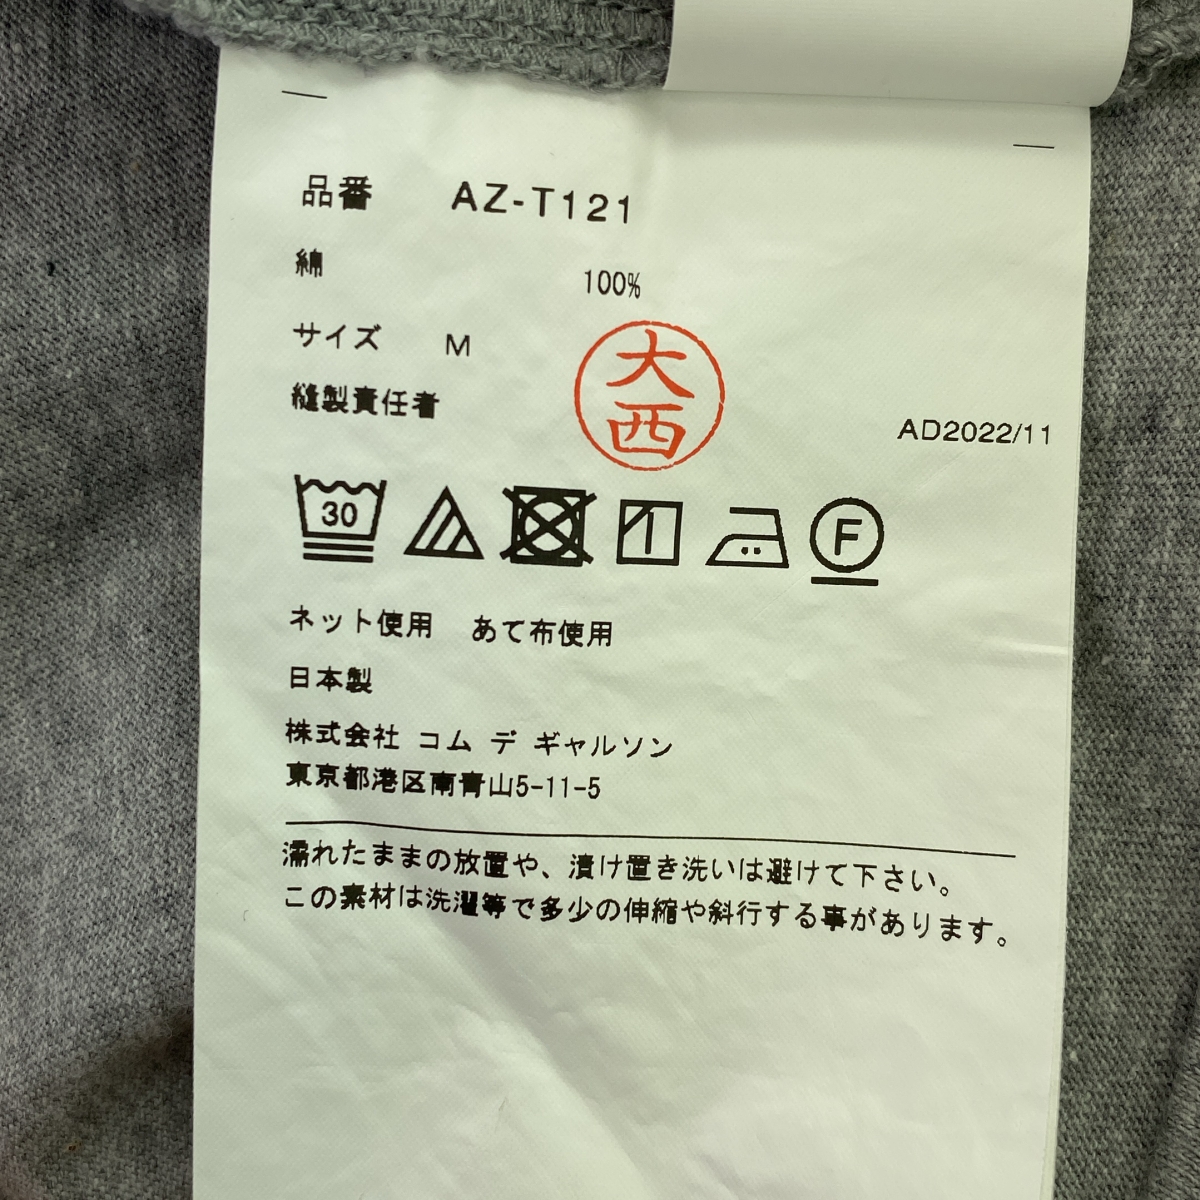 品番 AZ-T121
綿 100%
サイズ M
縫製責任者 大西
AD2022/11
30 F
ネット使用 あて布使用
日本製
株式会社 コム デ ギャルソン
東京都港区南青山5-11-5
濡れたままの放置や、漬け置き洗いは避けて下さい。
この素材は洗濯等で多少の伸縮や斜行する事があります。